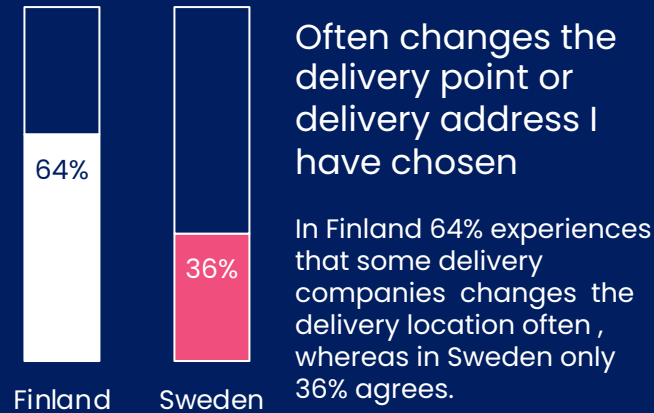 64%
36%
Finland
Sweden
Often changes the
delivery point or
delivery address I
have chosen
In Finland 64% experiences
that some delivery
companies changes the
delivery location often ,
whereas in Sweden only
36% agrees.